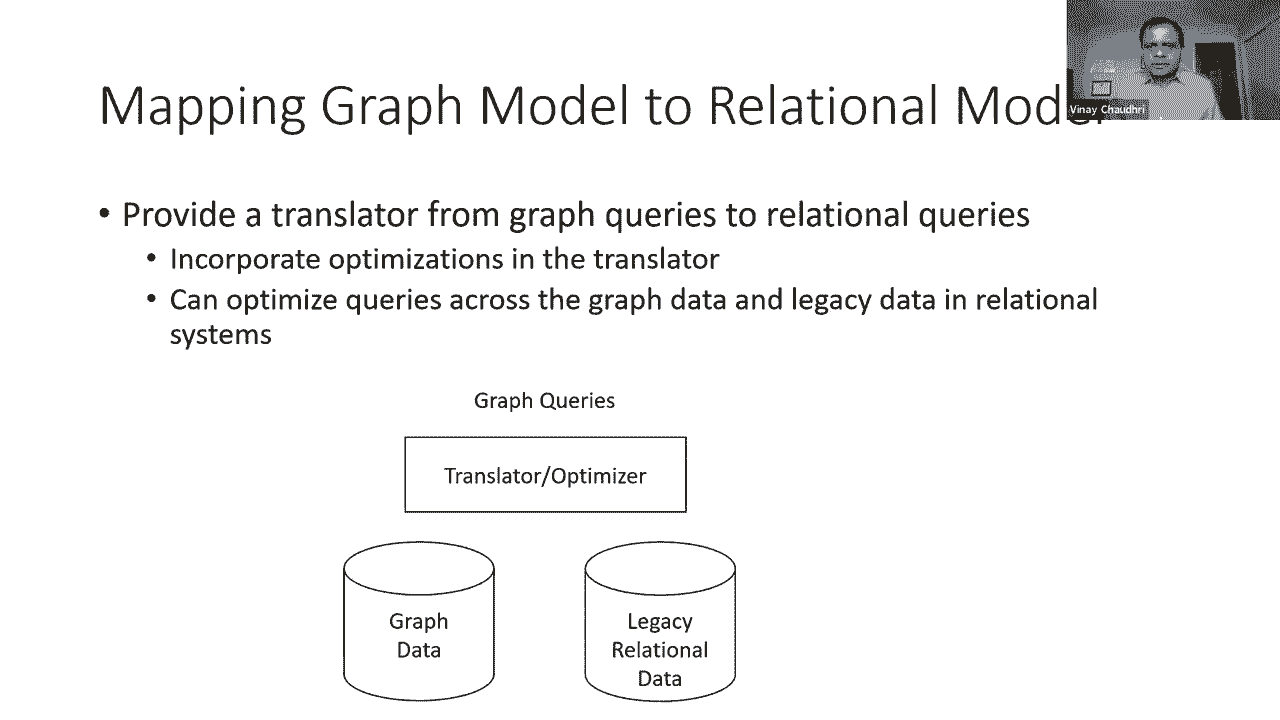 Mapping Graph Model to Relational Model
Vinay Chaudhri
• Provide a translator from graph queries to relational queries
• Incorporate optimizations in the translator
• Can optimize queries across the graph data and legacy data in relational
systems
Graph Queries
Translator/Optimizer
Graph
Data
Legacy
Relational
Data